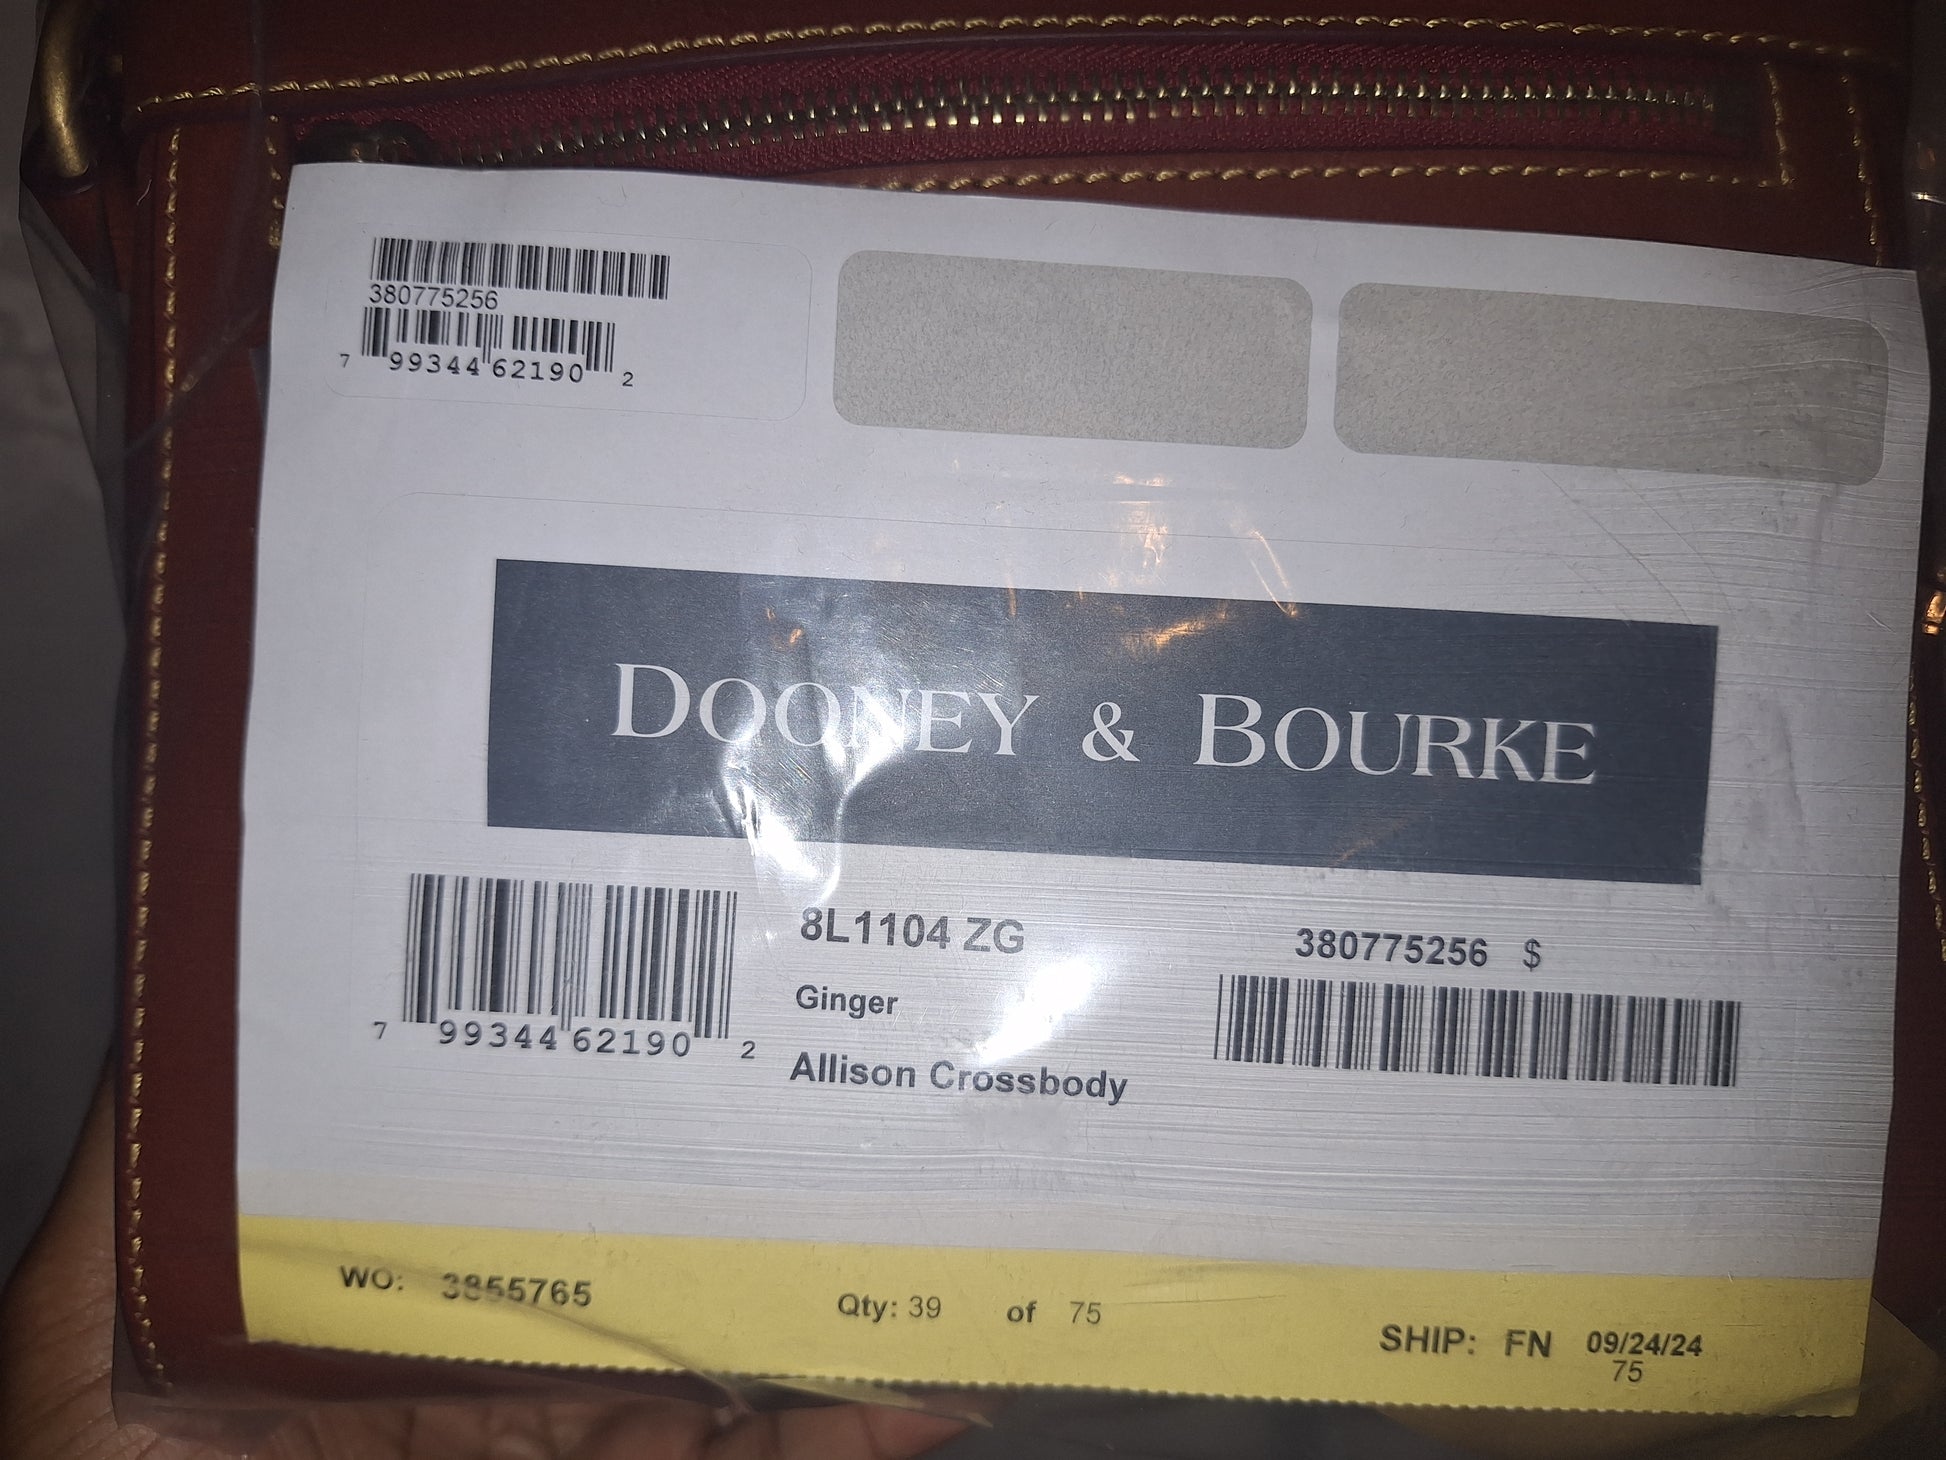 380775256
7 99344 62190 2
DOONEY & BOURKE
8L1104 ZG
Ginger
Allison Crossbody
7 99344 62190 2
380775256 $
WO: 3855765
Qty: 39 of 75
SHIP: FN 09/24/24
75